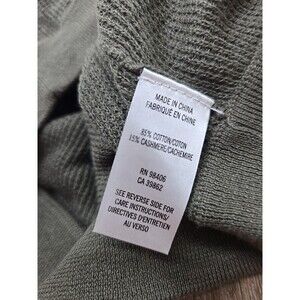 MADE IN CHINA
FABRIQUÉ EN CHINE
85% COTTON/COTON
15% CASHMERE/CACHEMIRE
RN 98406
CA 39862
SEE REVERSE SIDE FOR
CARE INSTRUCTIONS/
DIRECTIVES D'ENTRETIEN
AU VERSO